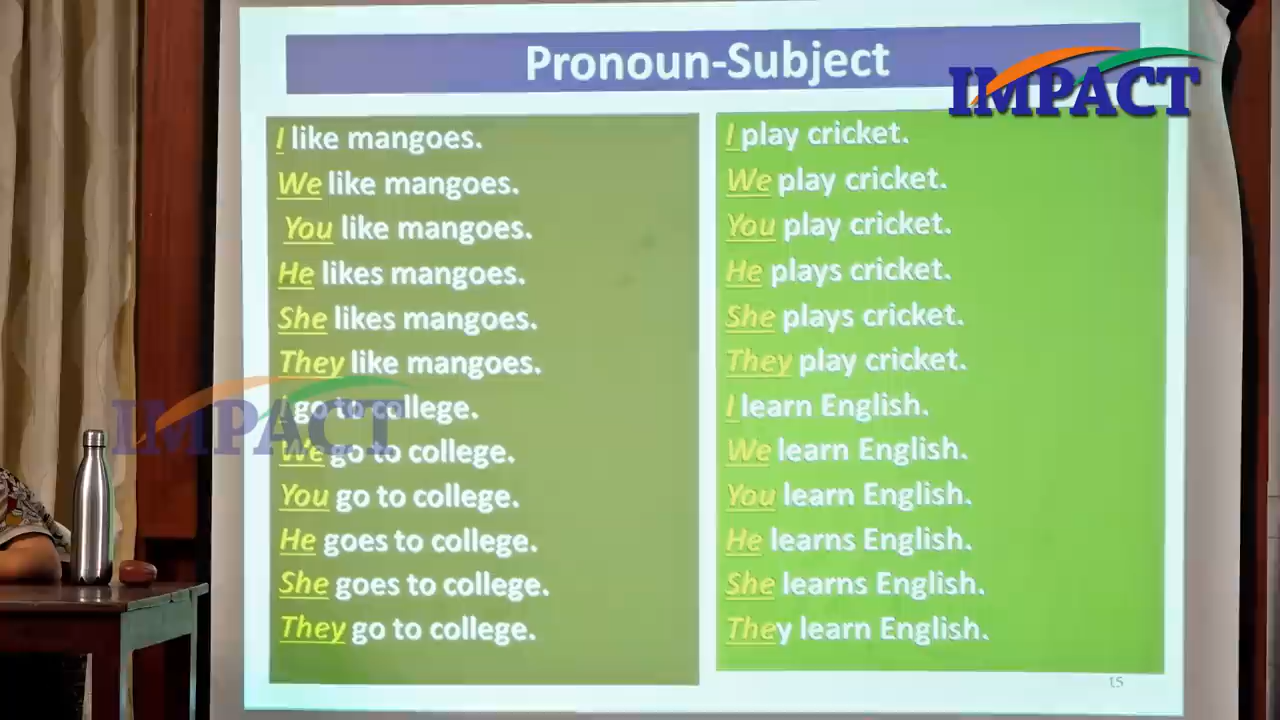 Pronoun-Subject
IMPACT
I like mangoes.
We like mangoes.
You like mangoes.
He likes mangoes.
She likes mangoes.
They like mangoes.
I go to college.
We go to college.
You go to college.
He goes to college.
She goes to college.
They go to college.
I play cricket.
We play cricket.
You play cricket.
He plays cricket.
She plays cricket.
They play cricket.
I learn English.
We learn English.
You learn English.
He learns English.
She learns English.
They learn English.
IMPACT
15